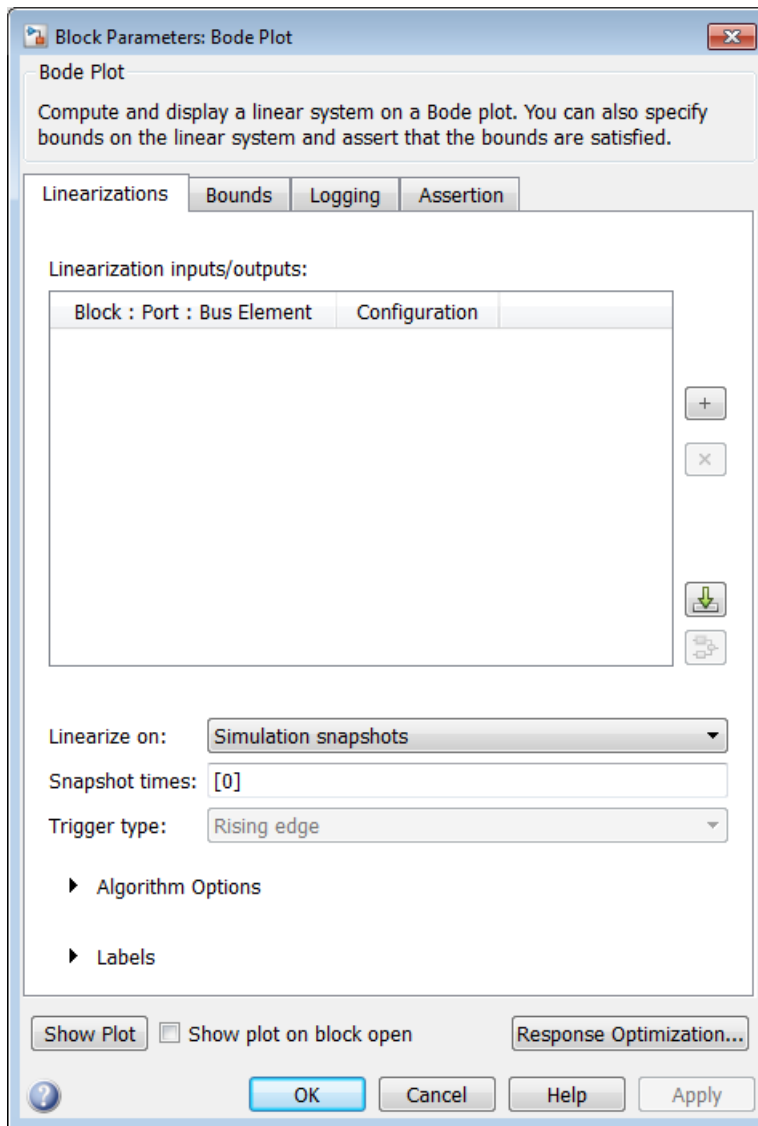 Block Parameters: Bode Plot
Bode Plot
Compute and display a linear system on a Bode plot. You can also specify
bounds on the linear system and assert that the bounds are satisfied.
Linearizations Bounds Logging Assertion
Linearization inputs/outputs:
Block : Port : Bus Element Configuration
Linearize on: Simulation snapshots
Snapshot times: [0]
Trigger type: Rising edge
Algorithm Options
Labels
Show Plot Show plot on block open Response Optimization...
OK Cancel Help Apply